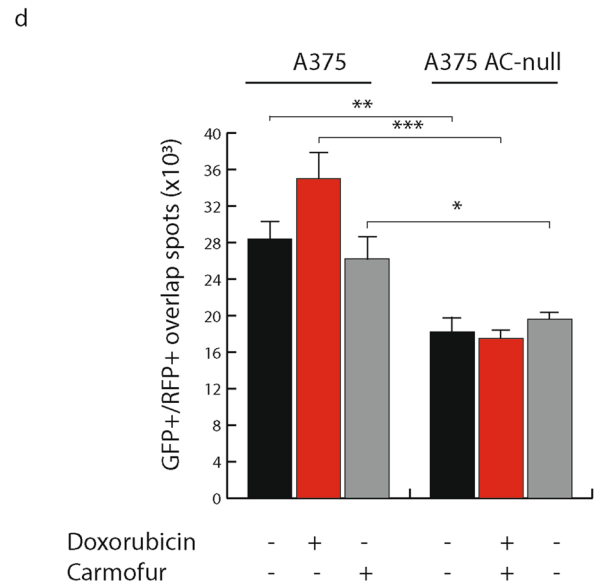 d
A375 A375 AC-null
** 
***
*
GFP+/RFP+ overlap spots (x10³)
40
36
32
28
24
20
16
12
8
4
0
Doxorubicin - + - - + -
Carmofur - - + - + -